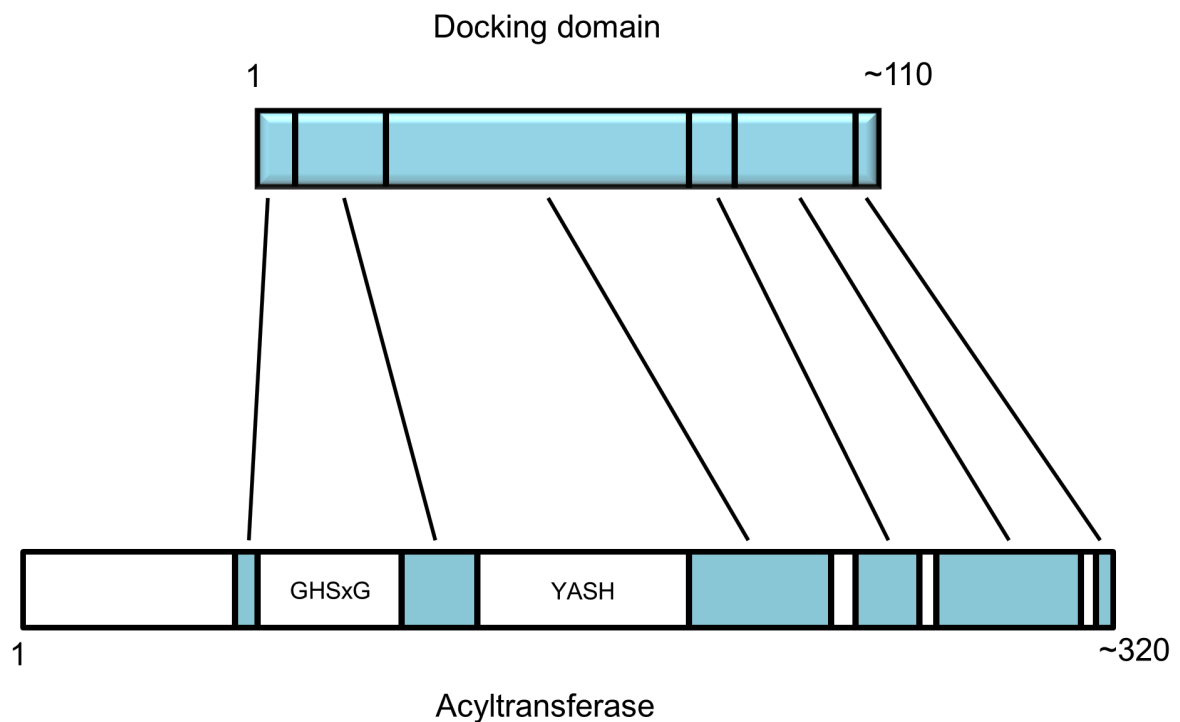 Docking domain
1
~110
GHSxG
YASH
1
~320
Acyltransferase